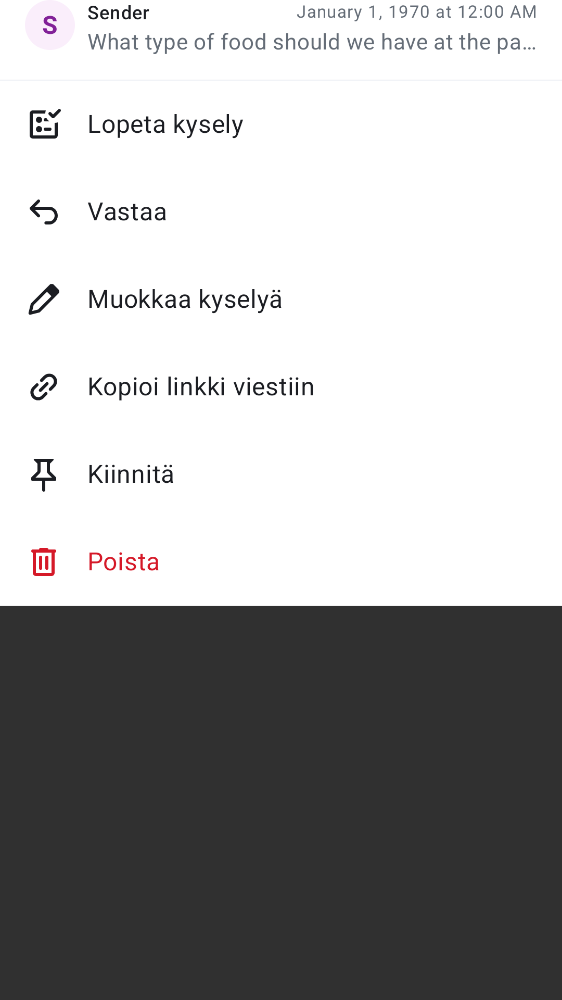 S
Sender
January 1, 1970 at 12:00 AM
What type of food should we have at the pa…
Lopeta kysely
Vastaa
Muokkaa kyselyä
Kopioi linkki viestiin
Kiinnitä
Poista